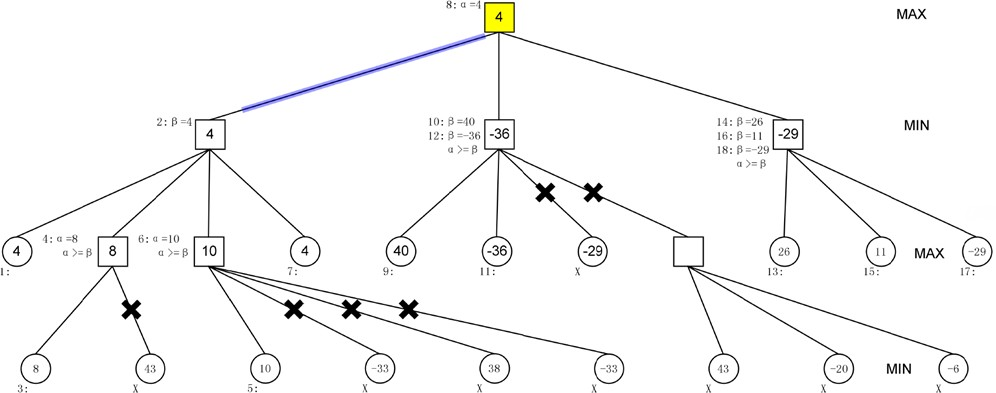 8: α=4
4
MAX
2: β=4
4
10: β=40
12: β=-36
α >= β
-36
14: β=26
16: β=11
18: β=-29
α >= β
-29
MIN
4
1:
4: α=8
α >= β
8
6: α=10
α >= β
10
4
7:
40
9:
-36
11:
-29
X
26
13:
11
15:
-29
17:
MAX
8
3:
43
X
10
5:
-33
X
38
X
-33
X
43
X
-20
X
-6
X
MIN